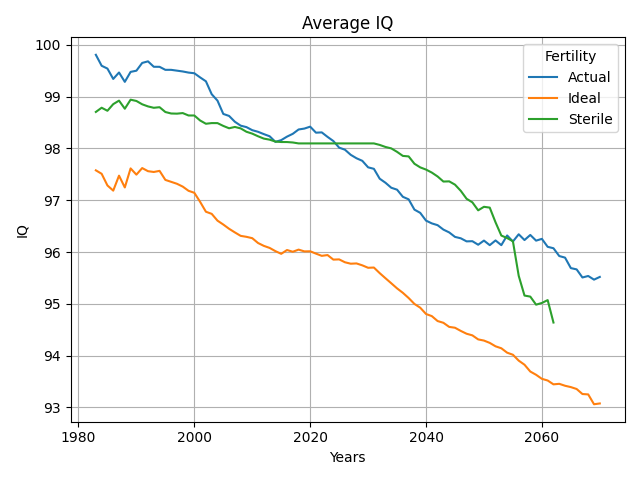 Average IQ
100
99
98
97
96
95
94
93
IQ
1980
2000
2020
2040
2060
Years
Fertility
Actual
Ideal
Sterile